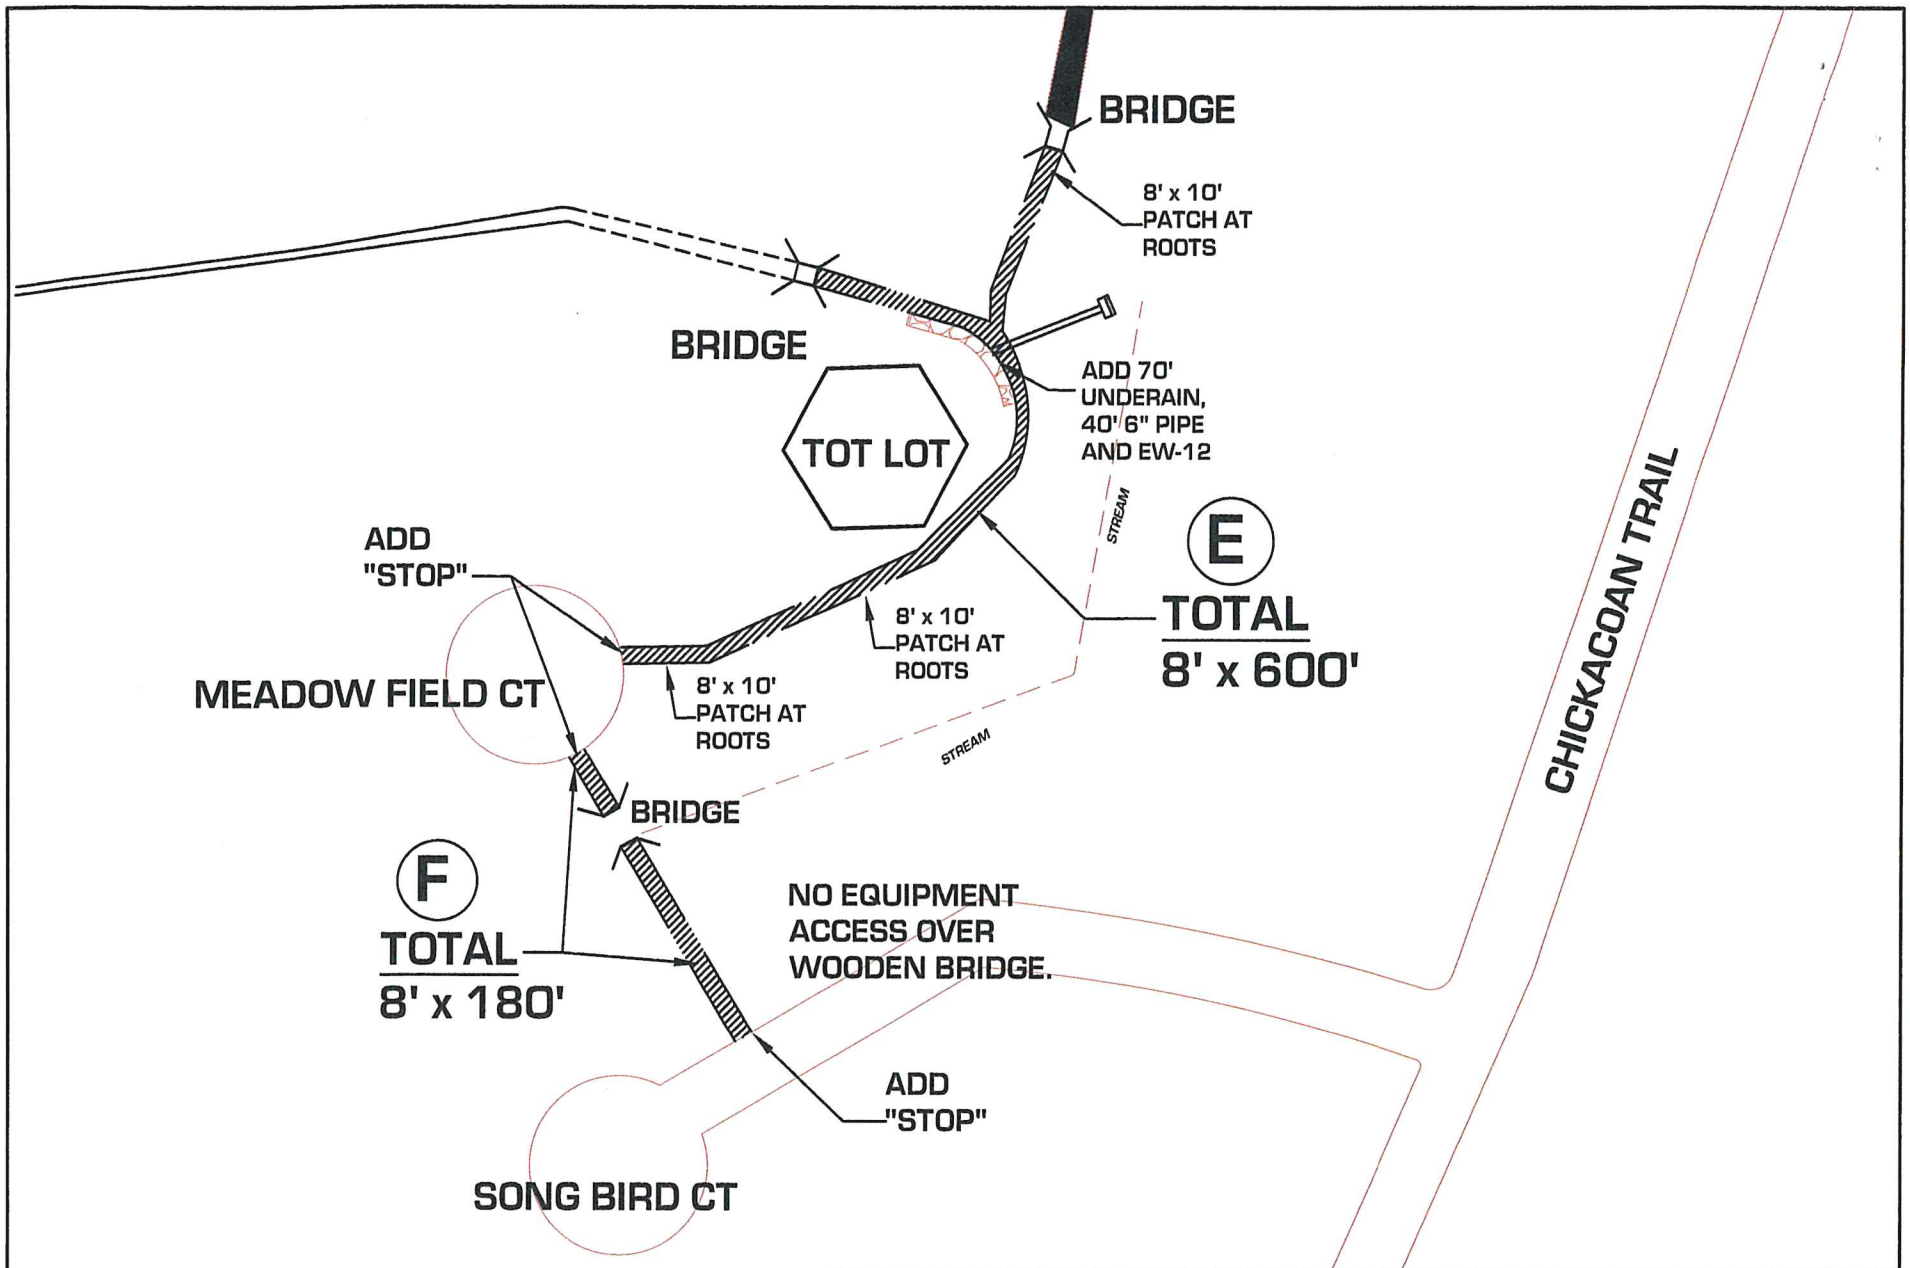 BRIDGE
8' x 10'
PATCH AT
ROOTS
BRIDGE
ADD 70'
UNDERAIN,
40' 6" PIPE
AND EW-12
TOT LOT
STREAM
E
TOTAL
8' x 600'
CHICKACOAN TRAIL
ADD
"STOP"
8' x 10'
PATCH AT
ROOTS
MEADOW FIELD CT
8' x 10'
PATCH AT
ROOTS
STREAM
BRIDGE
F
TOTAL
8' x 180'
NO EQUIPMENT
ACCESS OVER
WOODEN BRIDGE.
ADD
"STOP"
SONG BIRD CT